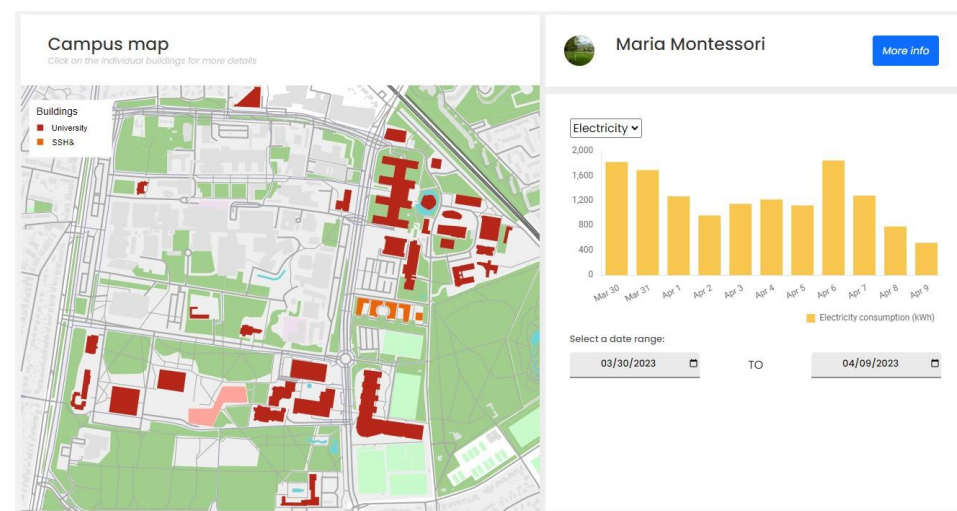 Campus map
Click on the individual buildings for more details
Buildings
University
SSH&
Maria Montessori
More info
Electricity
2,000
1,600
1,200
800
400
0
Mar 30 Mar 31 Apr 1 Apr 2 Apr 3 Apr 4 Apr 5 Apr 6 Apr 7 Apr 8 Apr 9
Electricity consumption (kWh)
Select a date range:
03/30/2023 TO 04/09/2023